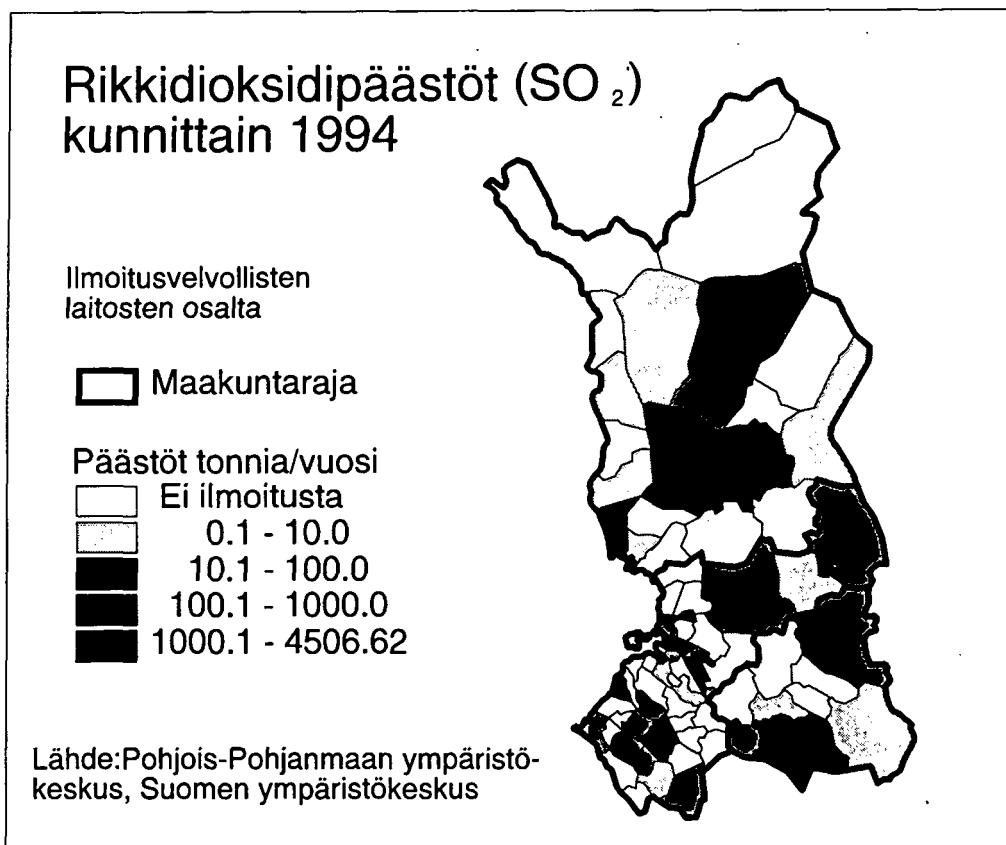 Rikkidioksidipäästöt (SO₂)
kunnittain 1994
Ilmoitusvelvollisten
laitosten osalta
Maakuntaraja
Päästöt tonnia/vuosi
Ei ilmoitusta
0.1 - 10.0
10.1 - 100.0
100.1 - 1000.0
1000.1 - 4506.62
Lähde:Pohjois-Pohjanmaan ympäristö-
keskus, Suomen ympäristökeskus